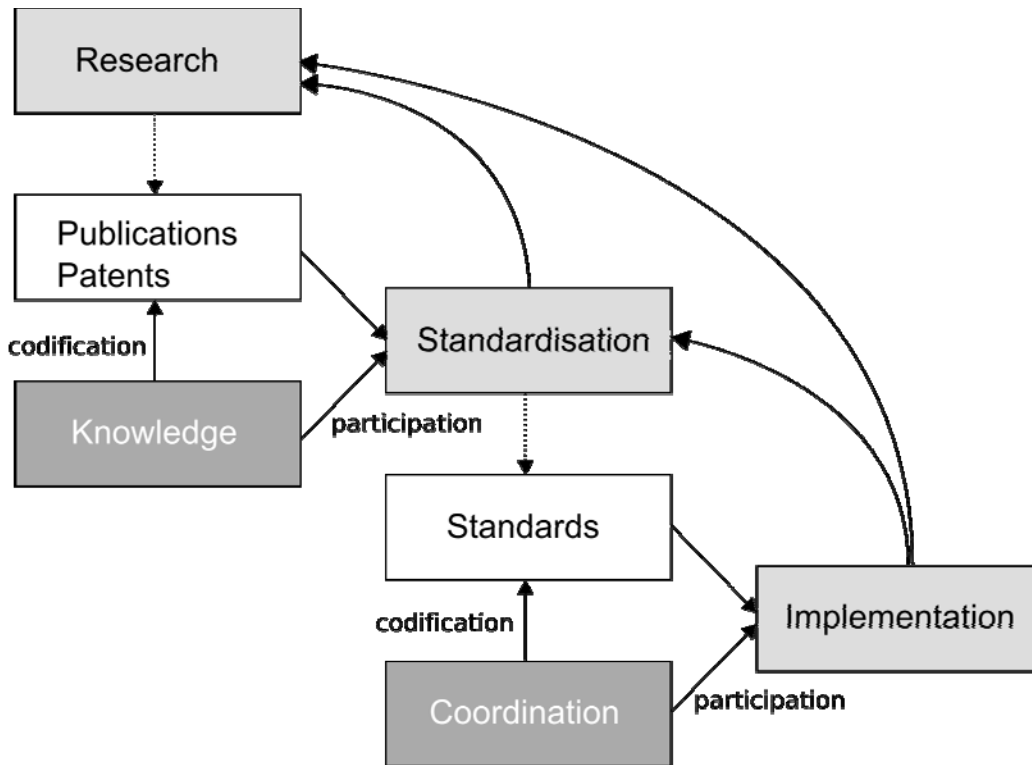 Research
Publications
Patents
codification
Standardisation
Knowledge
participation
Standards
codification
Implementation
Coordination
participation